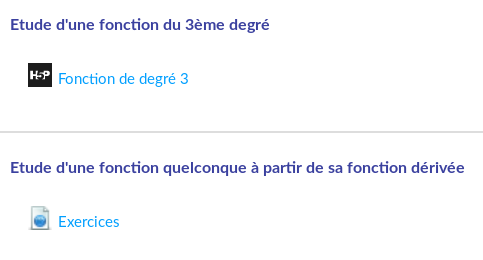 Etude d'une fonction du 3ème degré
H5P Fonction de degré 3
Etude d'une fonction quelconque à partir de sa fonction dérivée
Exercices